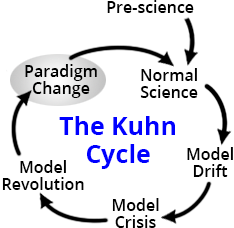 Pre-science
Paradigm
Change
Normal
Science
The Kuhn
Cycle
Model
Drift
Model
Revolution
Model
Crisis